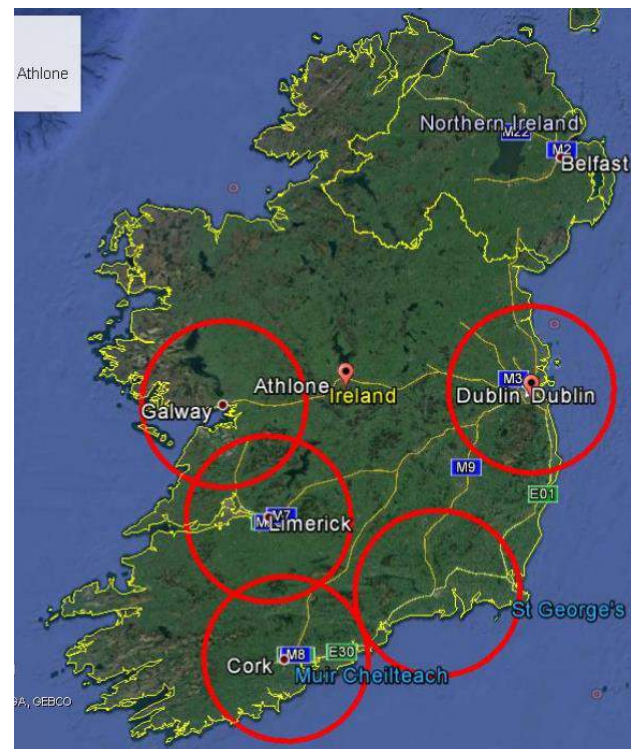 Athlone
Northern Ireland
M22
M2
Belfast
Athlone
Ireland
Galway
M3
Dublin Dublin
M9
E01
M7
Limerick
St George's
Cork
M8
E30
Muir Cheilteach
GEBCO